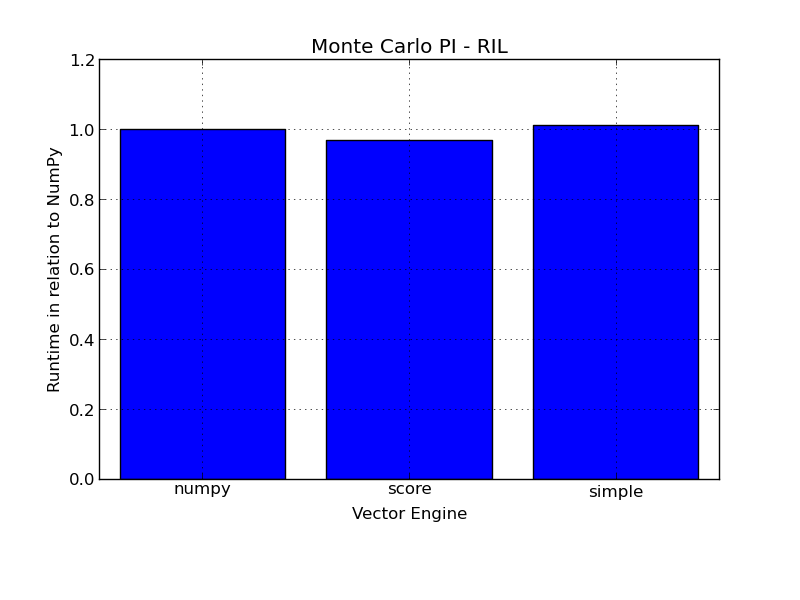 Monte Carlo PI - RIL
1.2
1.0
0.8
0.6
0.4
0.2
0.0
Runtime in relation to NumPy
numpy
score
simple
Vector Engine